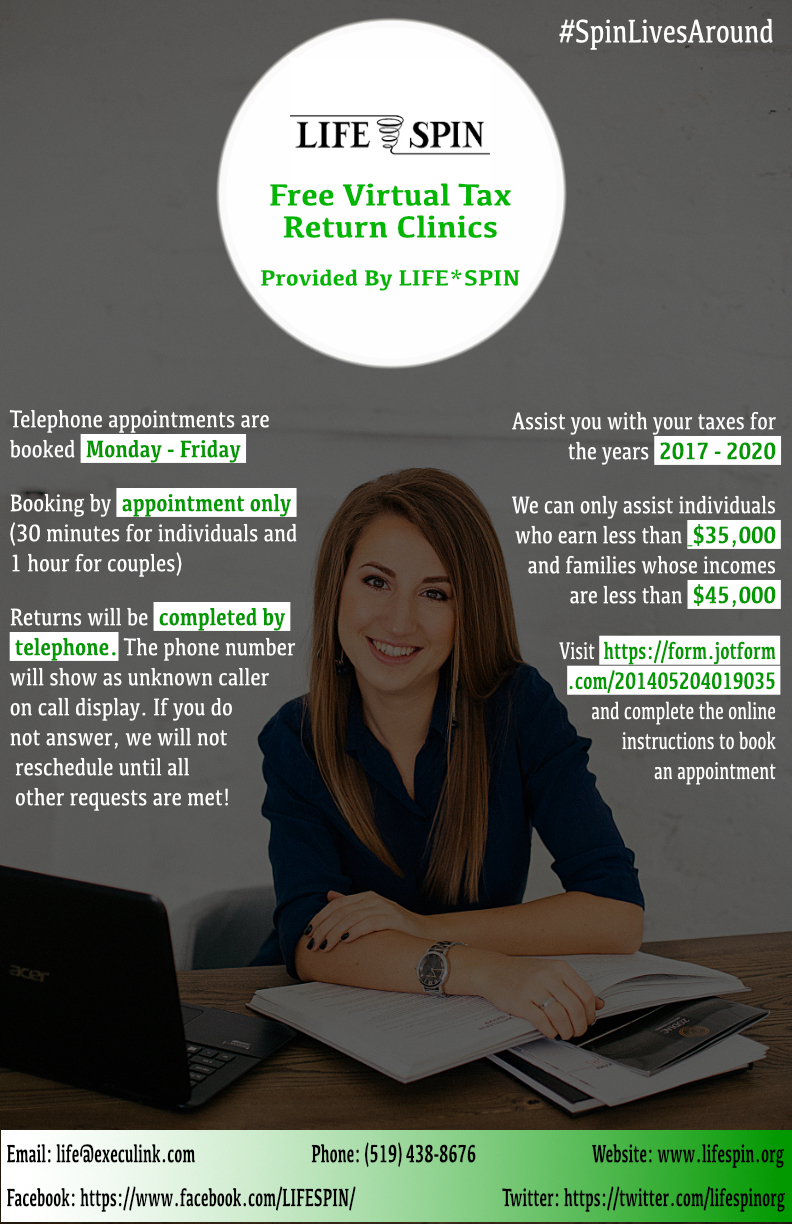 #SpinLivesAround
LIFE SPIN
Free Virtual Tax
Return Clinics
Provided By LIFE*SPIN
Telephone appointments are
booked Monday - Friday
Booking by appointment only
(30 minutes for individuals and
1 hour for couples)
Returns will be completed by
telephone. The phone number
will show as unknown caller
on call display. If you do
not answer, we will not
reschedule until all
other requests are met!
Assist you with your taxes for
the years 2017 - 2020
We can only assist individuals
who earn less than $35,000
and families whose incomes
are less than $45,000
Visit https://form.jotform
.com/201405204019035
and complete the online
instructions to book
an appointment
acer
Email: life@execulink.com Phone: (519) 438-8676 Website: www.lifespin.org
Facebook: https://www.facebook.com/LIFESPIN/ Twitter: https://twitter.com/lifespinorg